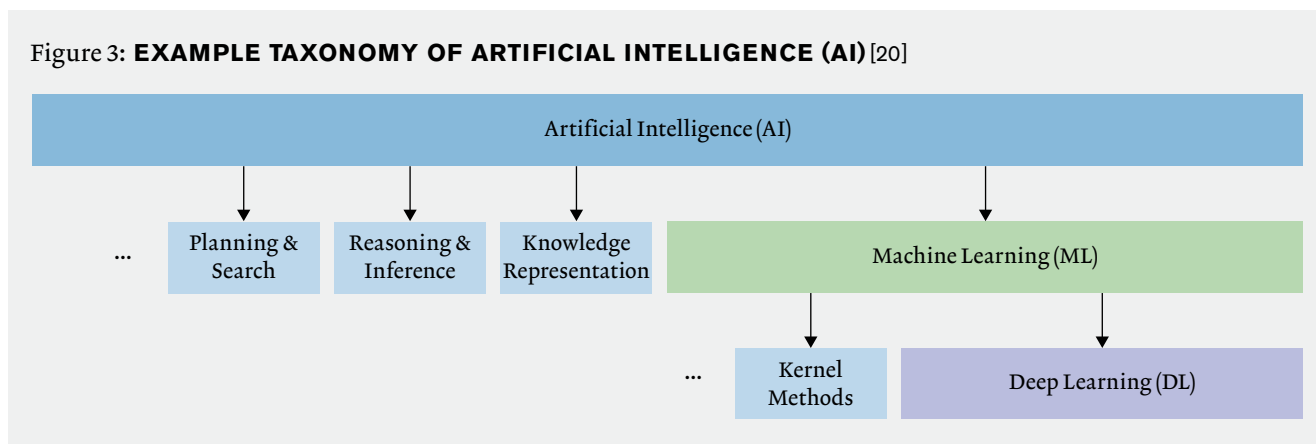 Figure 3: EXAMPLE TAXONOMY OF ARTIFICIAL INTELLIGENCE (AI) [20]
Artificial Intelligence (AI)
...
Planning &
Search
Reasoning &
Inference
Knowledge
Representation
Machine Learning (ML)
...
Kernel
Methods
Deep Learning (DL)